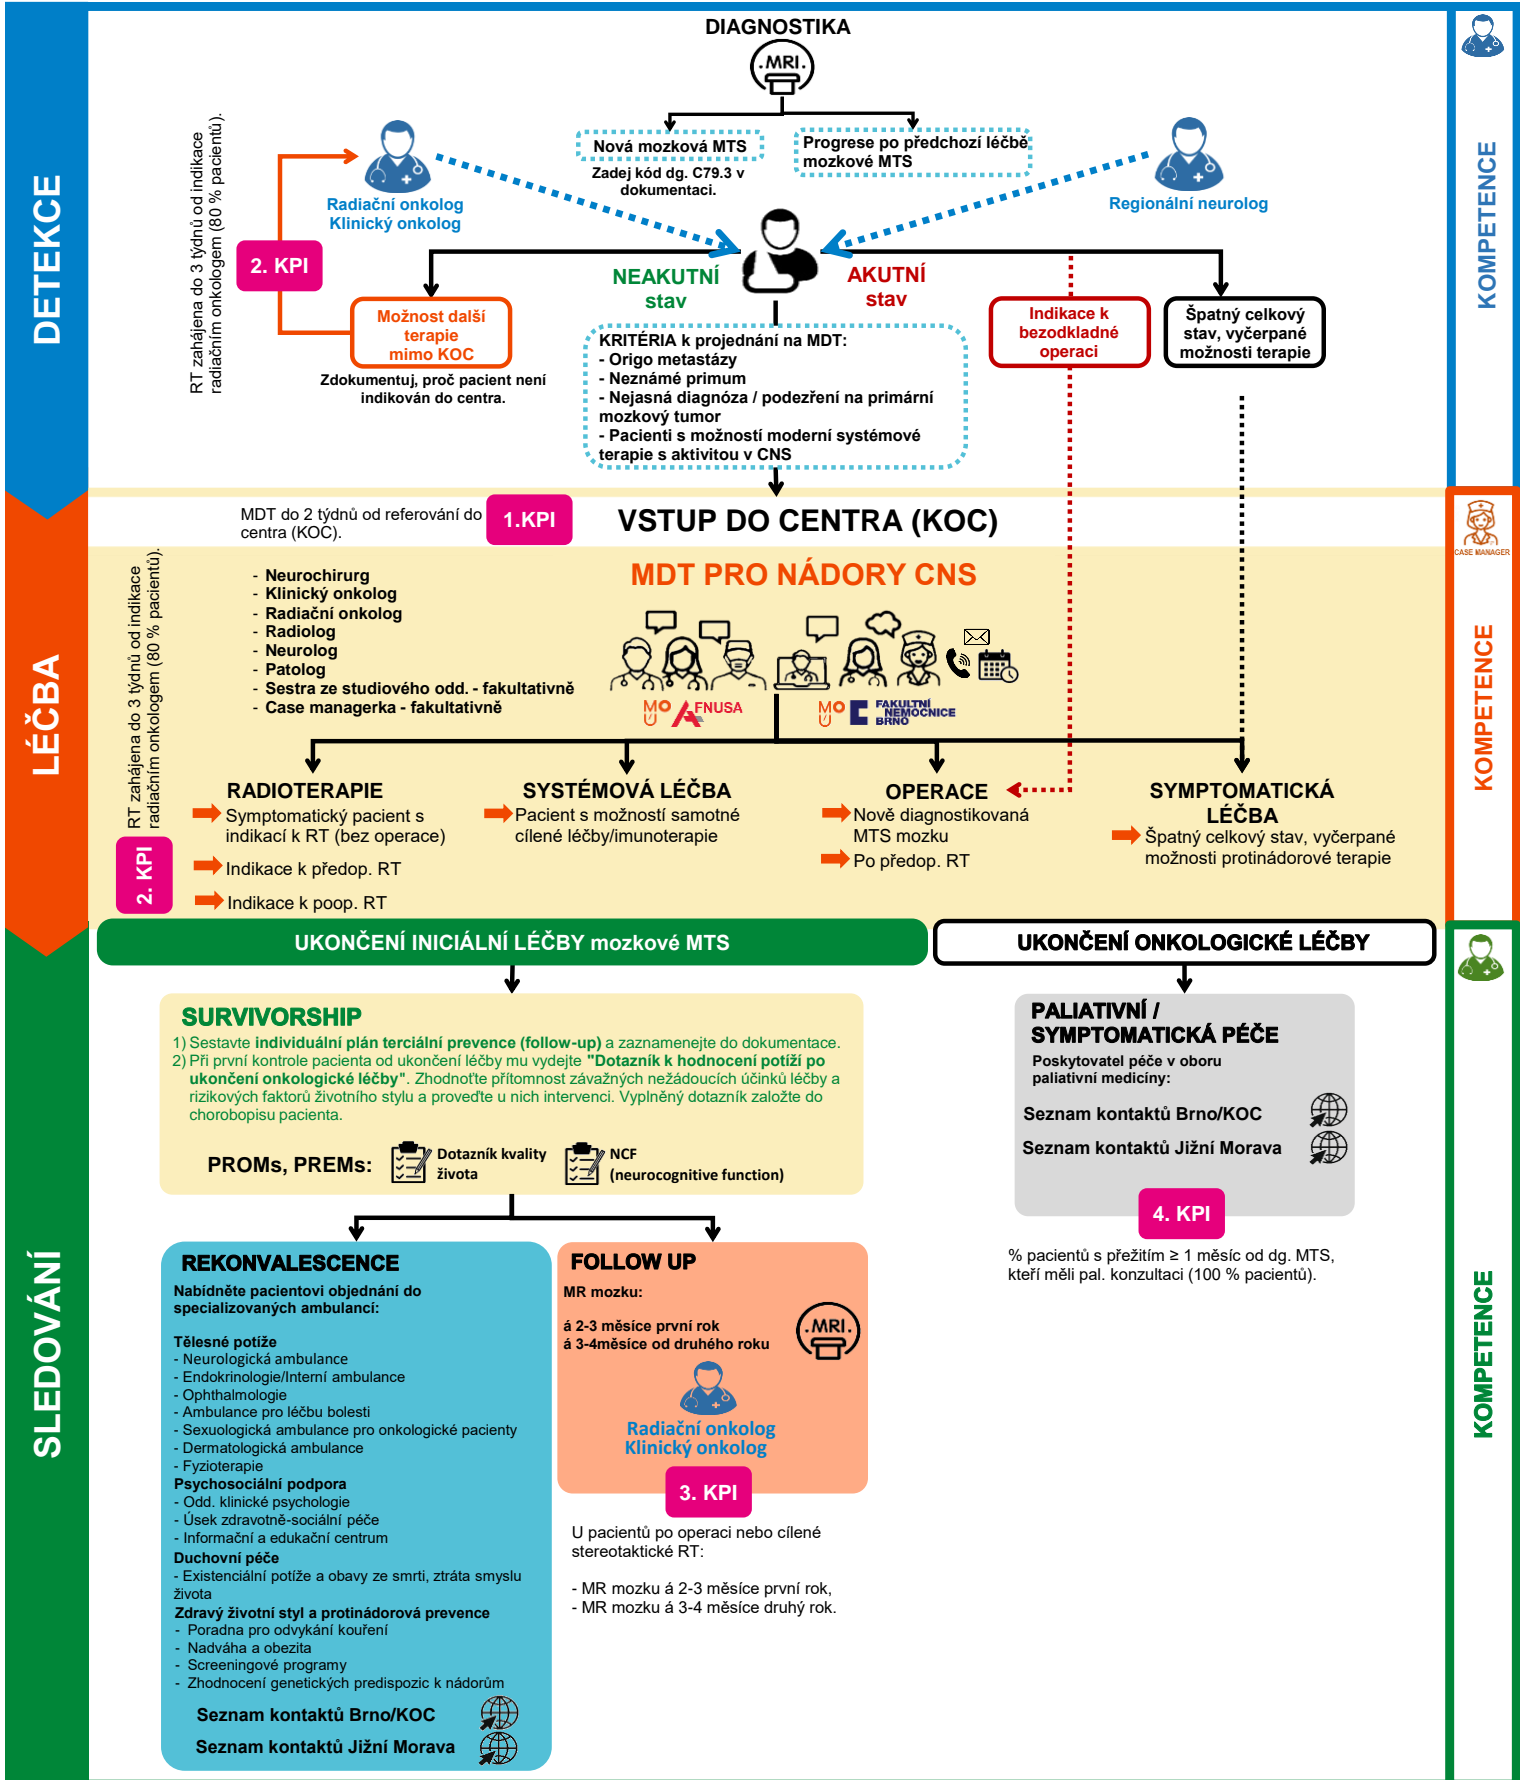 DIAGNOSTIKA
.MRI.
Nová mozková MTS
Zadej kód dg. C79.3 v
dokumentaci.
Progrese po předchozí léčbě
mozkové MTS
Radiační onkolog
Klinický onkolog
Regionální neurolog
DETEKCE
KOMPETENCE
RT zahájena do 3 týdnů od indikace
radiačním onkologem (80 % pacientů).
2. KPI
NEAKUTNÍ
stav
AKUTNÍ
stav
Možnost další
terapie
mimo KOC
Zdokumentuj, proč pacient není
indikován do centra.
KRITÉRIA k projednání na MDT:
- Origo metastázy
- Neznámé primum
- Nejasná diagnóza / podezření na primární
mozkový tumor
- Pacienti s možností moderní systémové
terapie s aktivitou v CNS
Indikace k
bezodkladné
operaci
Špatný celkový
stav, vyčerpané
možnosti terapie
MDT do 2 týdnů od referování do
centra (KOC).
1.KPI
VSTUP DO CENTRA (KOC)
CASE MANAGER
LÉČBA
KOMPETENCE
RT zahájena do 3 týdnů od indikace
radiačním onkologem (80 % pacientů).
2. KPI
- Neurochirurg
- Klinický onkolog
- Radiační onkolog
- Radiolog
- Neurolog
- Patolog
- Sestra ze studiového odd. - fakultativně
- Case managerka - fakultativně
MDT PRO NÁDORY CNS
MOÚ
FNUSA
MOÚ
FAKULTNÍ
NEMOCNICE
BRNO
RADIOTERAPIE
Symptomatický pacient s
indikací k RT (bez operace)
Indikace k předop. RT
Indikace k poop. RT
SYSTÉMOVÁ LÉČBA
Pacient s možností samotné
cílené léčby/imunoterapie
OPERACE
Nově diagnostikovaná
MTS mozku
Po předop. RT
SYMPTOMATICKÁ
LÉČBA
Špatný celkový stav, vyčerpané
možnosti protinádorové terapie
SLEDOVÁNÍ
KOMPETENCE
UKONČENÍ INICIÁLNÍ LÉČBY mozkové MTS
UKONČENÍ ONKOLOGICKÉ LÉČBY
SURVIVORSHIP
1) Sestavte individuální plán terciální prevence (follow-up) a zaznamenejte do dokumentace.
2) Při první kontrole pacienta od ukončení léčby mu vydejte "Dotazník k hodnocení potíží po
ukončení onkologické léčby". Zhodnoťte přítomnost závažných nežádoucích účinků léčby a
rizikových faktorů životního stylu a proveďte u nich intervenci. Vyplněný dotazník založte do
chorobopisu pacienta.
PROMs, PREMs:
Dotazník kvality
života
NCF
(neurocognitive function)
PALIATIVNÍ /
SYMPTOMATICKÁ PÉČE
Poskytovatel péče v oboru
paliativní medicíny:
Seznam kontaktů Brno/KOC
Seznam kontaktů Jižní Morava
4. KPI
% pacientů s přežitím ≥ 1 měsíc od dg. MTS,
kteří měli pal. konzultaci (100 % pacientů).
REKONVALESCENCE
Nabídněte pacientovi objednání do
specializovaných ambulancí:
Tělesné potíže
- Neurologická ambulance
- Endokrinologie/Interní ambulance
- Ophthalmologie
- Ambulance pro léčbu bolesti
- Sexuologická ambulance pro onkologické pacienty
- Dermatologická ambulance
- Fyzioterapie
Psychosociální podpora
- Odd. klinické psychologie
- Úsek zdravotně-sociální péče
- Informační a edukační centrum
Duchovní péče
- Existenciální potíže a obavy ze smrti, ztráta smyslu
života
Zdravý životní styl a protinádorová prevence
- Poradna pro odvykání kouření
- Nadváha a obezita
- Screeningové programy
- Zhodnocení genetických predispozic k nádorům
Seznam kontaktů Brno/KOC
Seznam kontaktů Jižní Morava
FOLLOW UP
MR mozku:
á 2-3 měsíce první rok
á 3-4měsíce od druhého roku
.MRI.
Radiační onkolog
Klinický onkolog
3. KPI
U pacientů po operaci nebo cílené
stereotaktické RT:
- MR mozku á 2-3 měsíce první rok,
- MR mozku á 3-4 měsíce druhý rok.